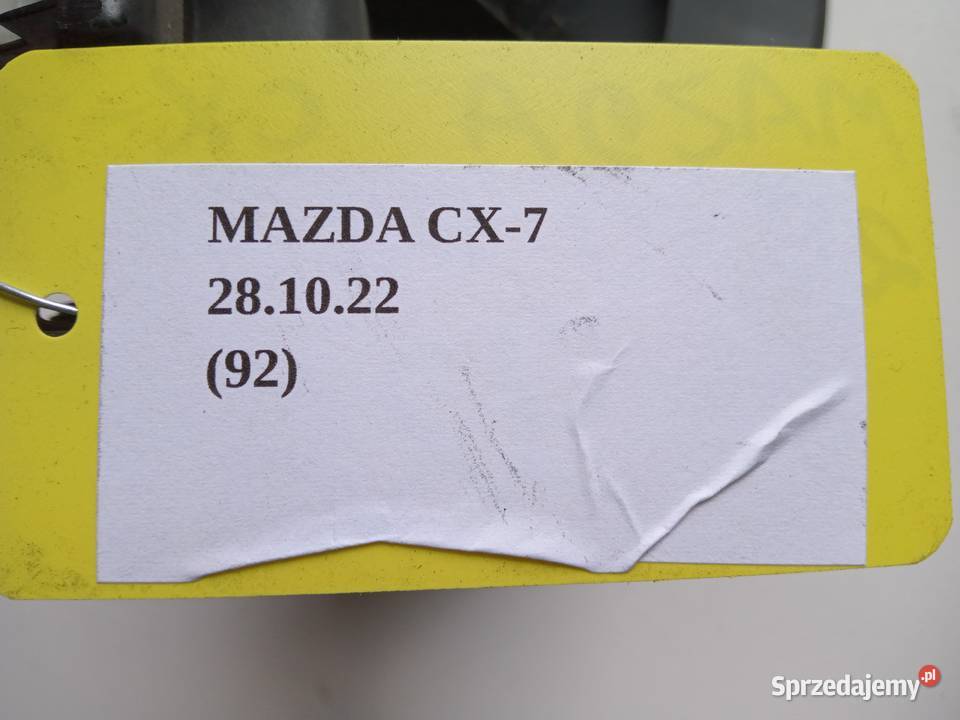 MAZDA CX-7
28.10.22
(92)
Sprzedajemy.pl